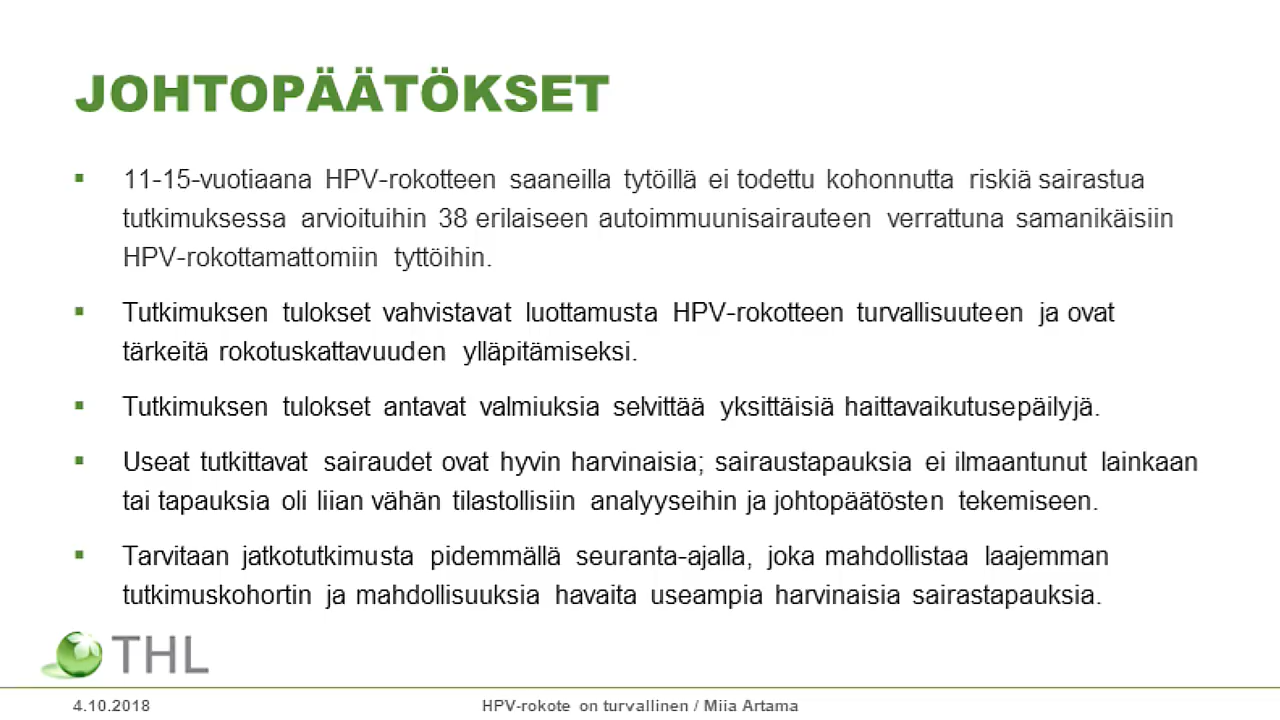 JOHTOPÄÄTÖKSET
▪ 11-15-vuotiaana HPV-rokotteen saaneilla tytöillä ei todettu kohonnutta riskiä sairastua
tutkimuksessa arvioituihin 38 erilaiseen autoimmuunisairauteen verrattuna samanikäisiin
HPV-rokottamattomiin tyttöihin.
▪ Tutkimuksen tulokset vahvistavat luottamusta HPV-rokotteen turvallisuuteen ja ovat
tärkeitä rokotuskattavuuden ylläpitämiseksi.
▪ Tutkimuksen tulokset antavat valmiuksia selvittää yksittäisiä haittavaikutusepäilyjä.
▪ Useat tutkittavat sairaudet ovat hyvin harvinaisia; sairaustapauksia ei ilmaantunut lainkaan
tai tapauksia oli liian vähän tilastollisiin analyyseihin ja johtopäätösten tekemiseen.
▪ Tarvitaan jatkotutkimusta pidemmällä seuranta-ajalla, joka mahdollistaa laajemman
tutkimuskohortin ja mahdollisuuksia havaita useampia harvinaisia sairastapauksia.
THL
4.10.2018 HPV-rokote on turvallinen / Miia Artama